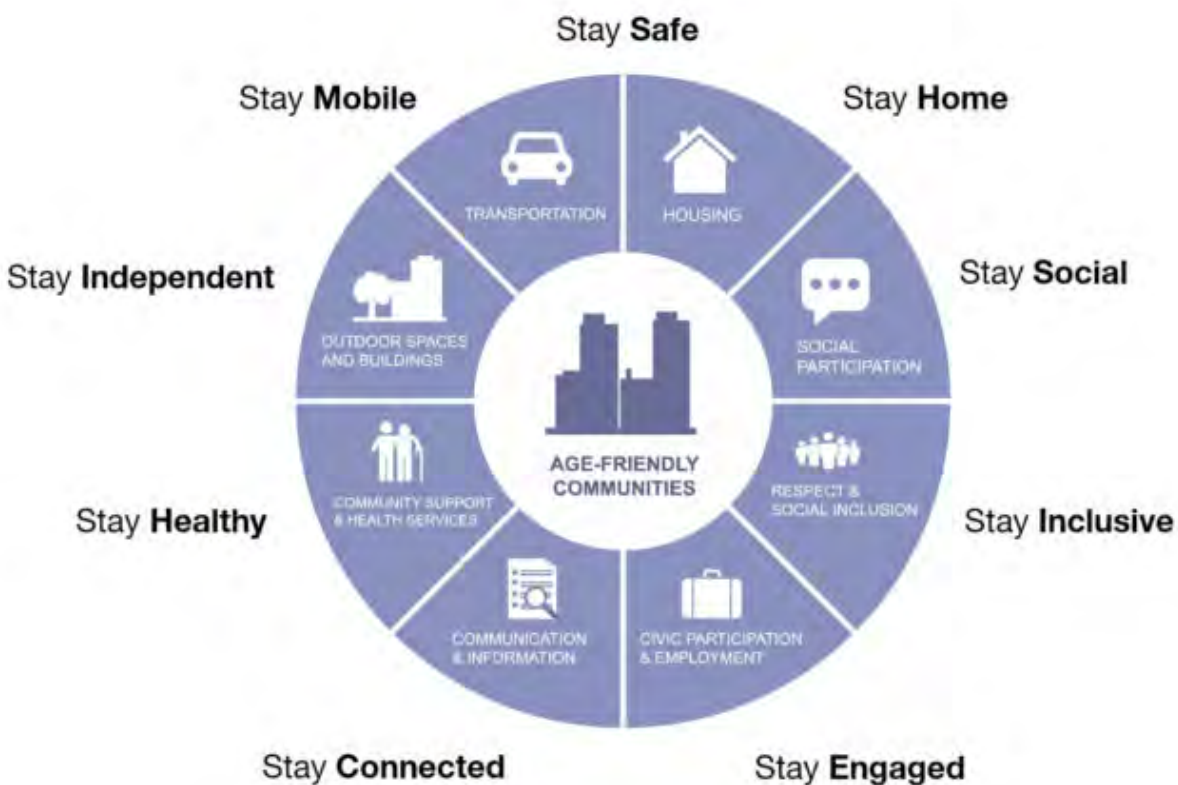 Stay Safe
Stay Mobile
Stay Home
TRANSPORTATION
HOUSING
Stay Independent
Stay Social
OUTDOOR SPACES
AND BUILDINGS
SOCIAL
PARTICIPATION
AGE-FRIENDLY
COMMUNITIES
COMMUNITY SUPPORT
& HEALTH SERVICES
RESPECT &
SOCIAL INCLUSION
Stay Healthy
Stay Inclusive
COMMUNICATION
& INFORMATION
CIVIC PARTICIPATION
& EMPLOYMENT
Stay Connected
Stay Engaged